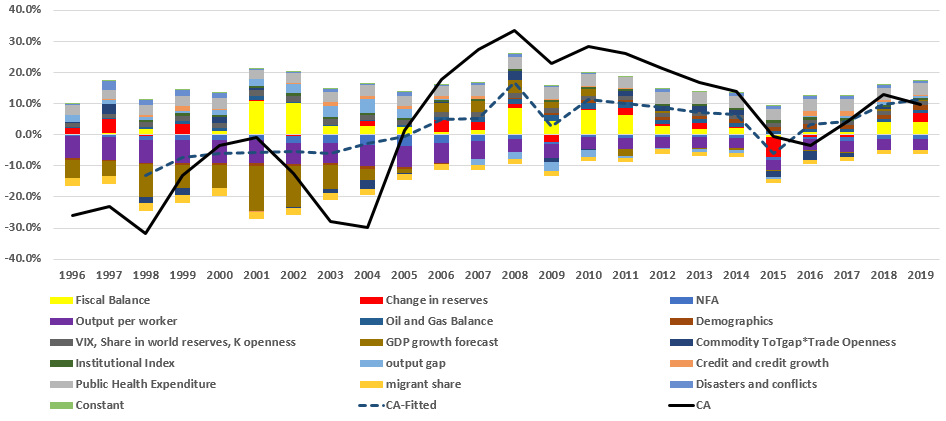 40.0%
30.0%
20.0%
10.0%
0.0%
-10.0%
-20.0%
-30.0%
-40.0%
1996 1997 1998 1999 2000 2001 2002 2003 2004 2005 2006 2007 2008 2009 2010 2011 2012 2013 2014 2015 2016 2017 2018 2019
Fiscal Balance Change in reserves NFA
Output per worker Oil and Gas Balance Demographics
VIX, Share in world reserves, K openness GDP growth forecast Commodity ToTgap*Trade Openness
Institutional Index output gap Credit and credit growth
Public Health Expenditure migrant share Disasters and conflicts
Constant CA-Fitted CA